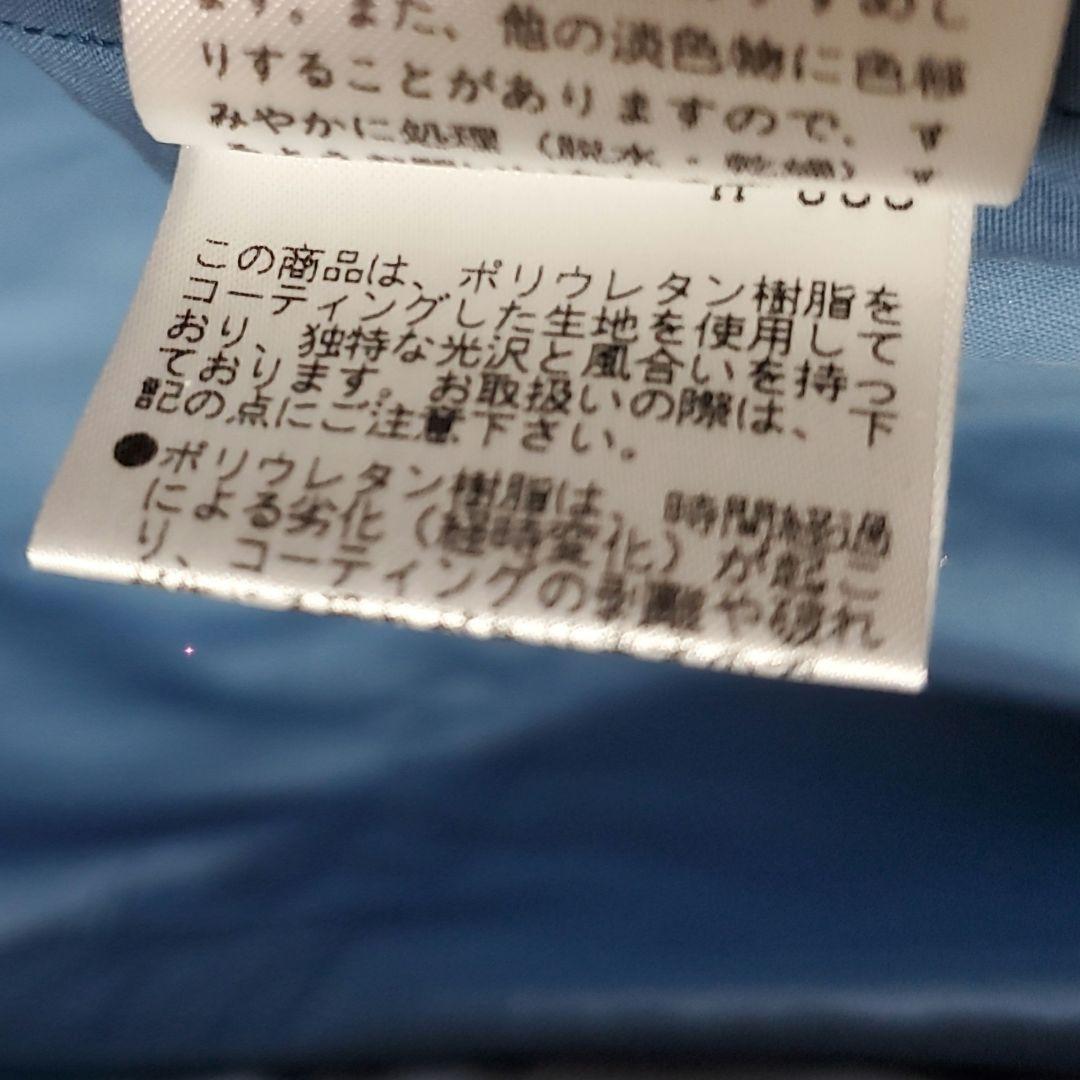 ます。また、他の淡色物に色移
りすることがありますので、す
みやかに処理（脱水・乾燥）
この商品は、ポリウレタン樹脂を
コーティングした生地を使用して
おり、独特な光沢と風合いを持つ
ております。お取扱いの際は、下
記の点にご注意下さい。
●ポリウレタン樹脂は、時間経過
による劣化（経時変化）が起こ
り、コーティングの剥離や破れ